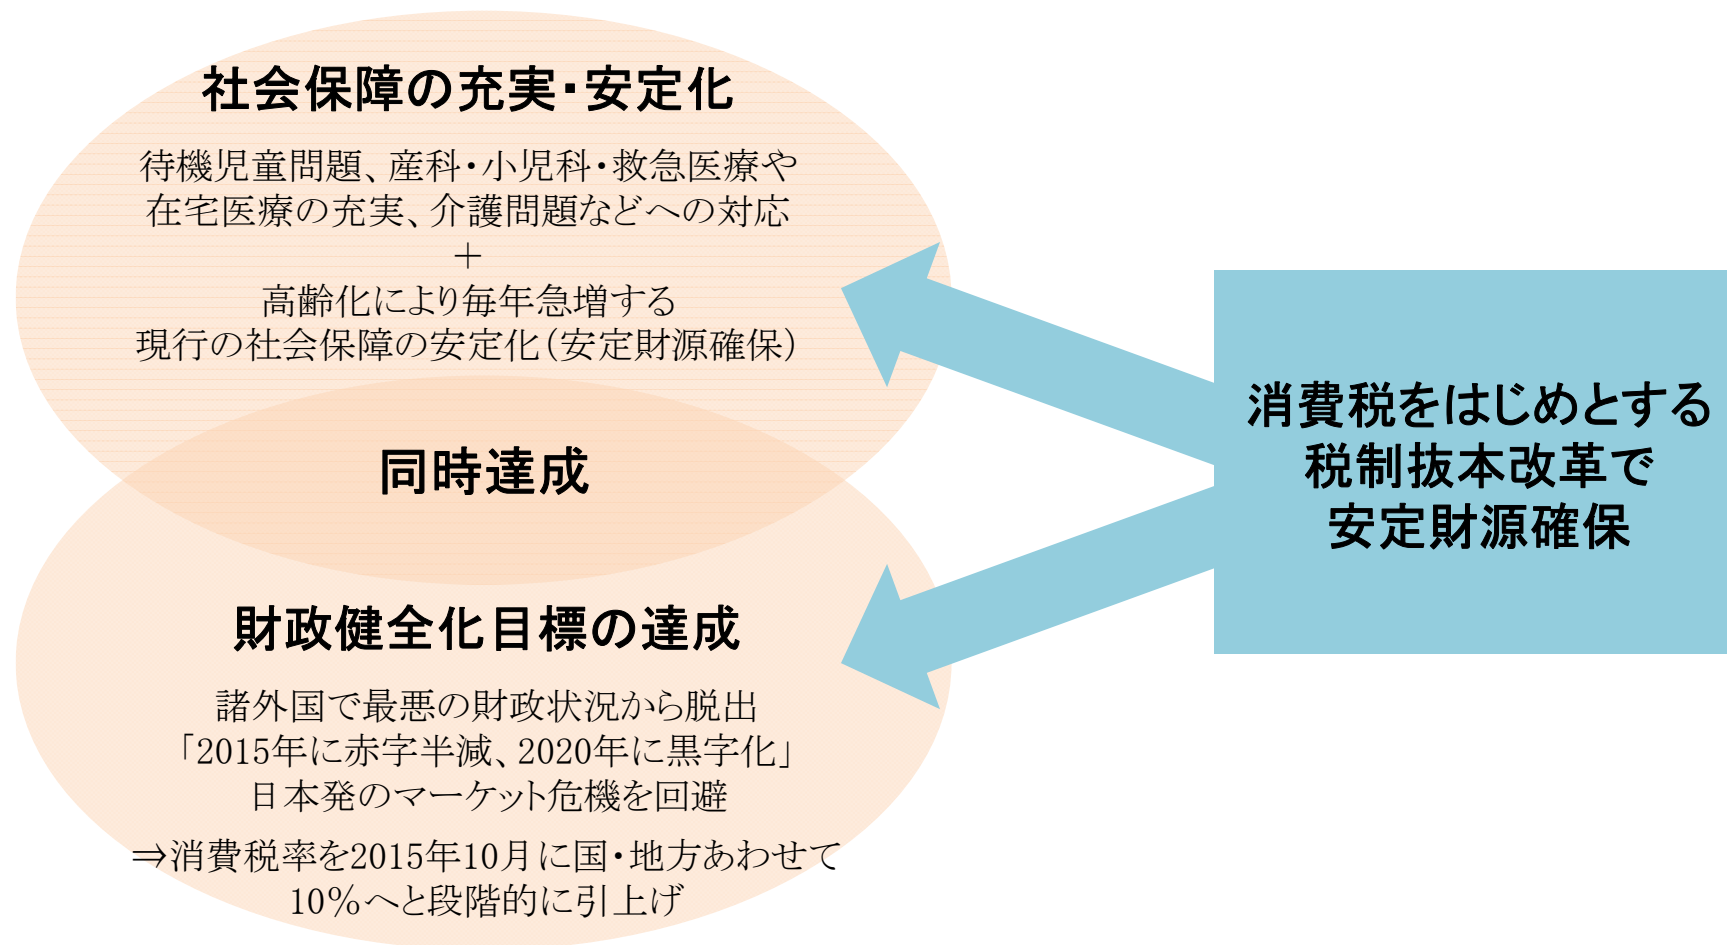 社会保障の充実・安定化
待機児童問題、産科・小児科・救急医療や
在宅医療の充実、介護問題などへの対応
＋
高齢化により毎年急増する
現行の社会保障の安定化（安定財源確保）
同時達成
財政健全化目標の達成
諸外国で最悪の財政状況から脱出
「2015年に赤字半減、2020年に黒字化」
日本発のマーケット危機を回避
⇒消費税率を2015年10月に国・地方あわせて
10％へと段階的に引上げ
消費税をはじめとする
税制抜本改革で
安定財源確保